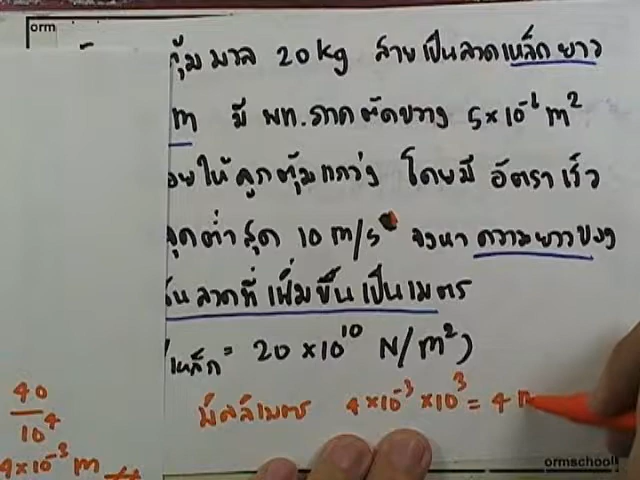 orm
ตุ้มมวล 20 kg สายเป็นลวดเหล็กยาว
m มี พท.ภาคตัดขวาง 5×10⁻⁶ m²
อยให้ลูกตุ้มแกว่ง โดยมี อัตราเร็ว
จุดต่ำสุด 10 m/s จงหา ความยาวของ
ลวดที่ เพิ่มขึ้นเป็นเมตร
เหล็ก = 20 ×10¹⁰ N/m²)
40
10⁴
4×10⁻³ m
มิลลิเมตร 4×10⁻³ ×10³ = 4 m
ormschool